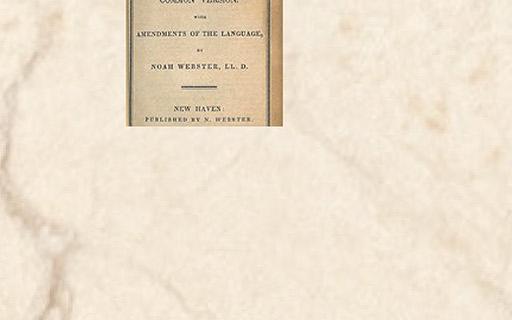 COMMON VERSION.
WITH
AMENDMENTS OF THE LANGUAGE,
BY
NOAH WEBSTER, LL. D.
NEW HAVEN:
PUBLISHED BY N. WEBSTER.